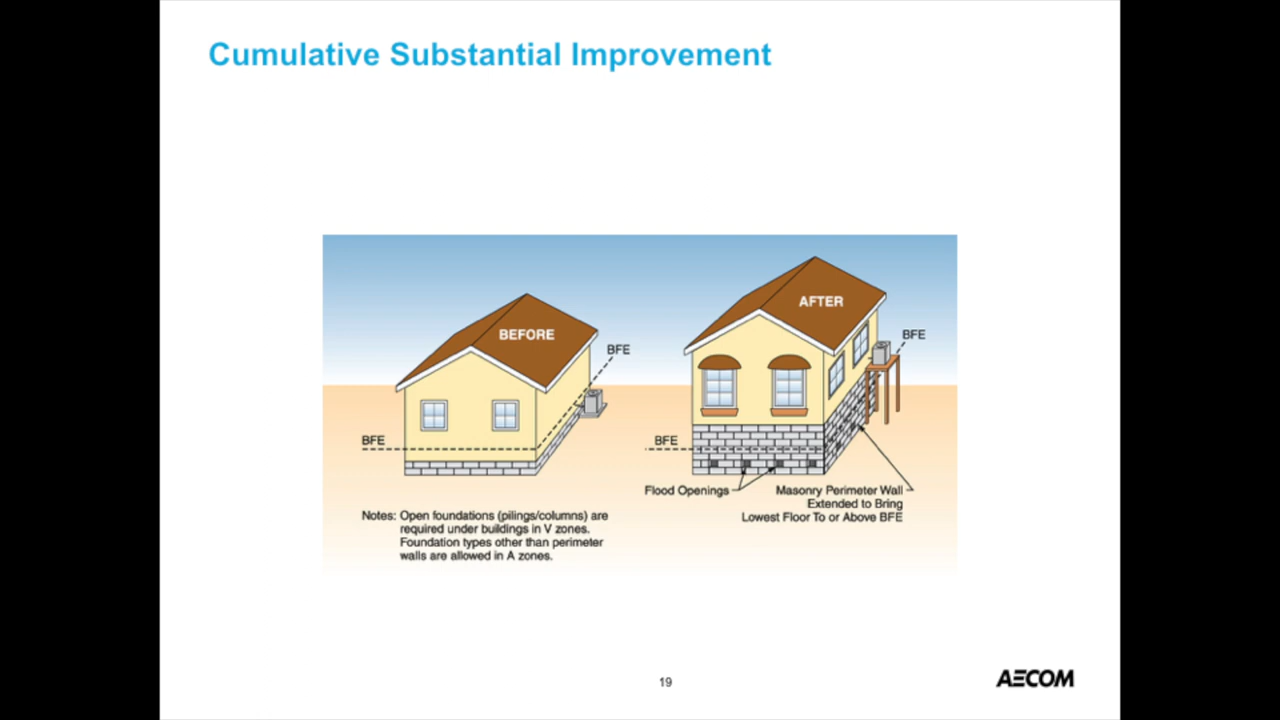 Cumulative Substantial Improvement
BEFORE
BFE
BFE
AFTER
BFE
BFE
Flood Openings
Masonry Perimeter Wall
Extended to Bring
Lowest Floor To or Above BFE
Notes: Open foundations (pilings/columns) are
required under buildings in V zones.
Foundation types other than perimeter
walls are allowed in A zones.
19
AECOM